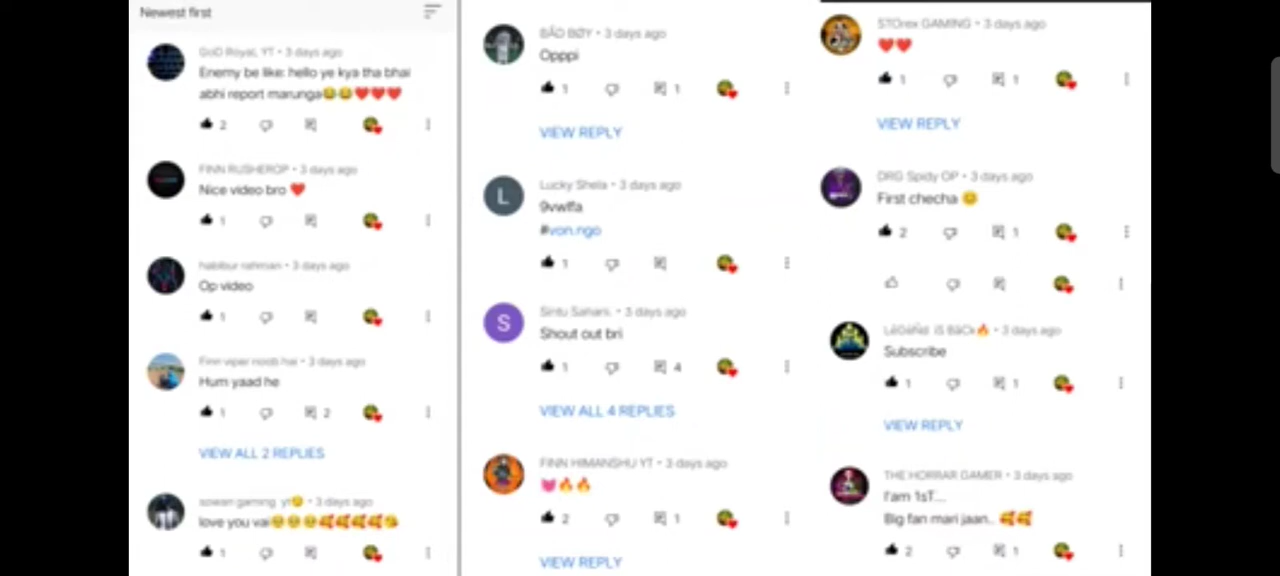 Newest first
GoD Royal, YT • 3 days ago
Enemy be like: hello ye kya tha bhai
abhi report marunga😂😂❤️❤️❤️
2
FINN RUSHEROP • 3 days ago
Nice video bro ❤️
1
habibur rahman • 3 days ago
Op video
1
Finn viper noob hai • 3 days ago
Hum yaad he
1
2
VIEW ALL 2 REPLIES
sowan gaming yt😏 • 3 days ago
love you vai🥺🥺🥺🥰🥰🥰🥰😘
1
BÃD BØY • 3 days ago
Opppi
1
1
VIEW REPLY
L
Lucky Shela • 3 days ago
9vwlfa
#von.ngo
1
S
Sintu Sahani. • 3 days ago
Shout out bri
1
4
VIEW ALL 4 REPLIES
FINN HIMANSHU YT • 3 days ago
💓🔥🔥
2
1
VIEW REPLY
STOrex GAMING • 3 days ago
❤️❤️
1
1
VIEW REPLY
DRG Spidy OP • 3 days ago
First checha 😊
2
1
iS BaCk🔥 • 3 days ago
Subscribe
1
1
VIEW REPLY
THE HORRAR GAMER • 3 days ago
I'am 1sT...
Big fan mari jaan.. 🥰🥰
2
1